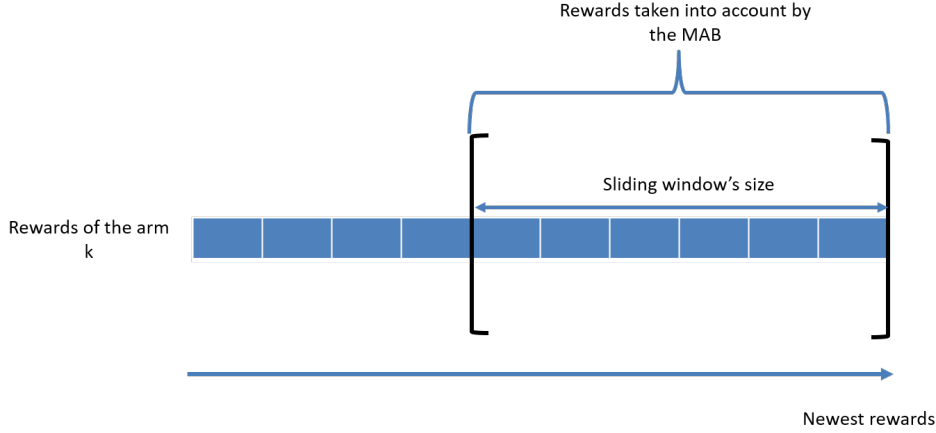 Rewards taken into account by
the MAB
Sliding window’s size
Rewards of the arm
k
Newest rewards